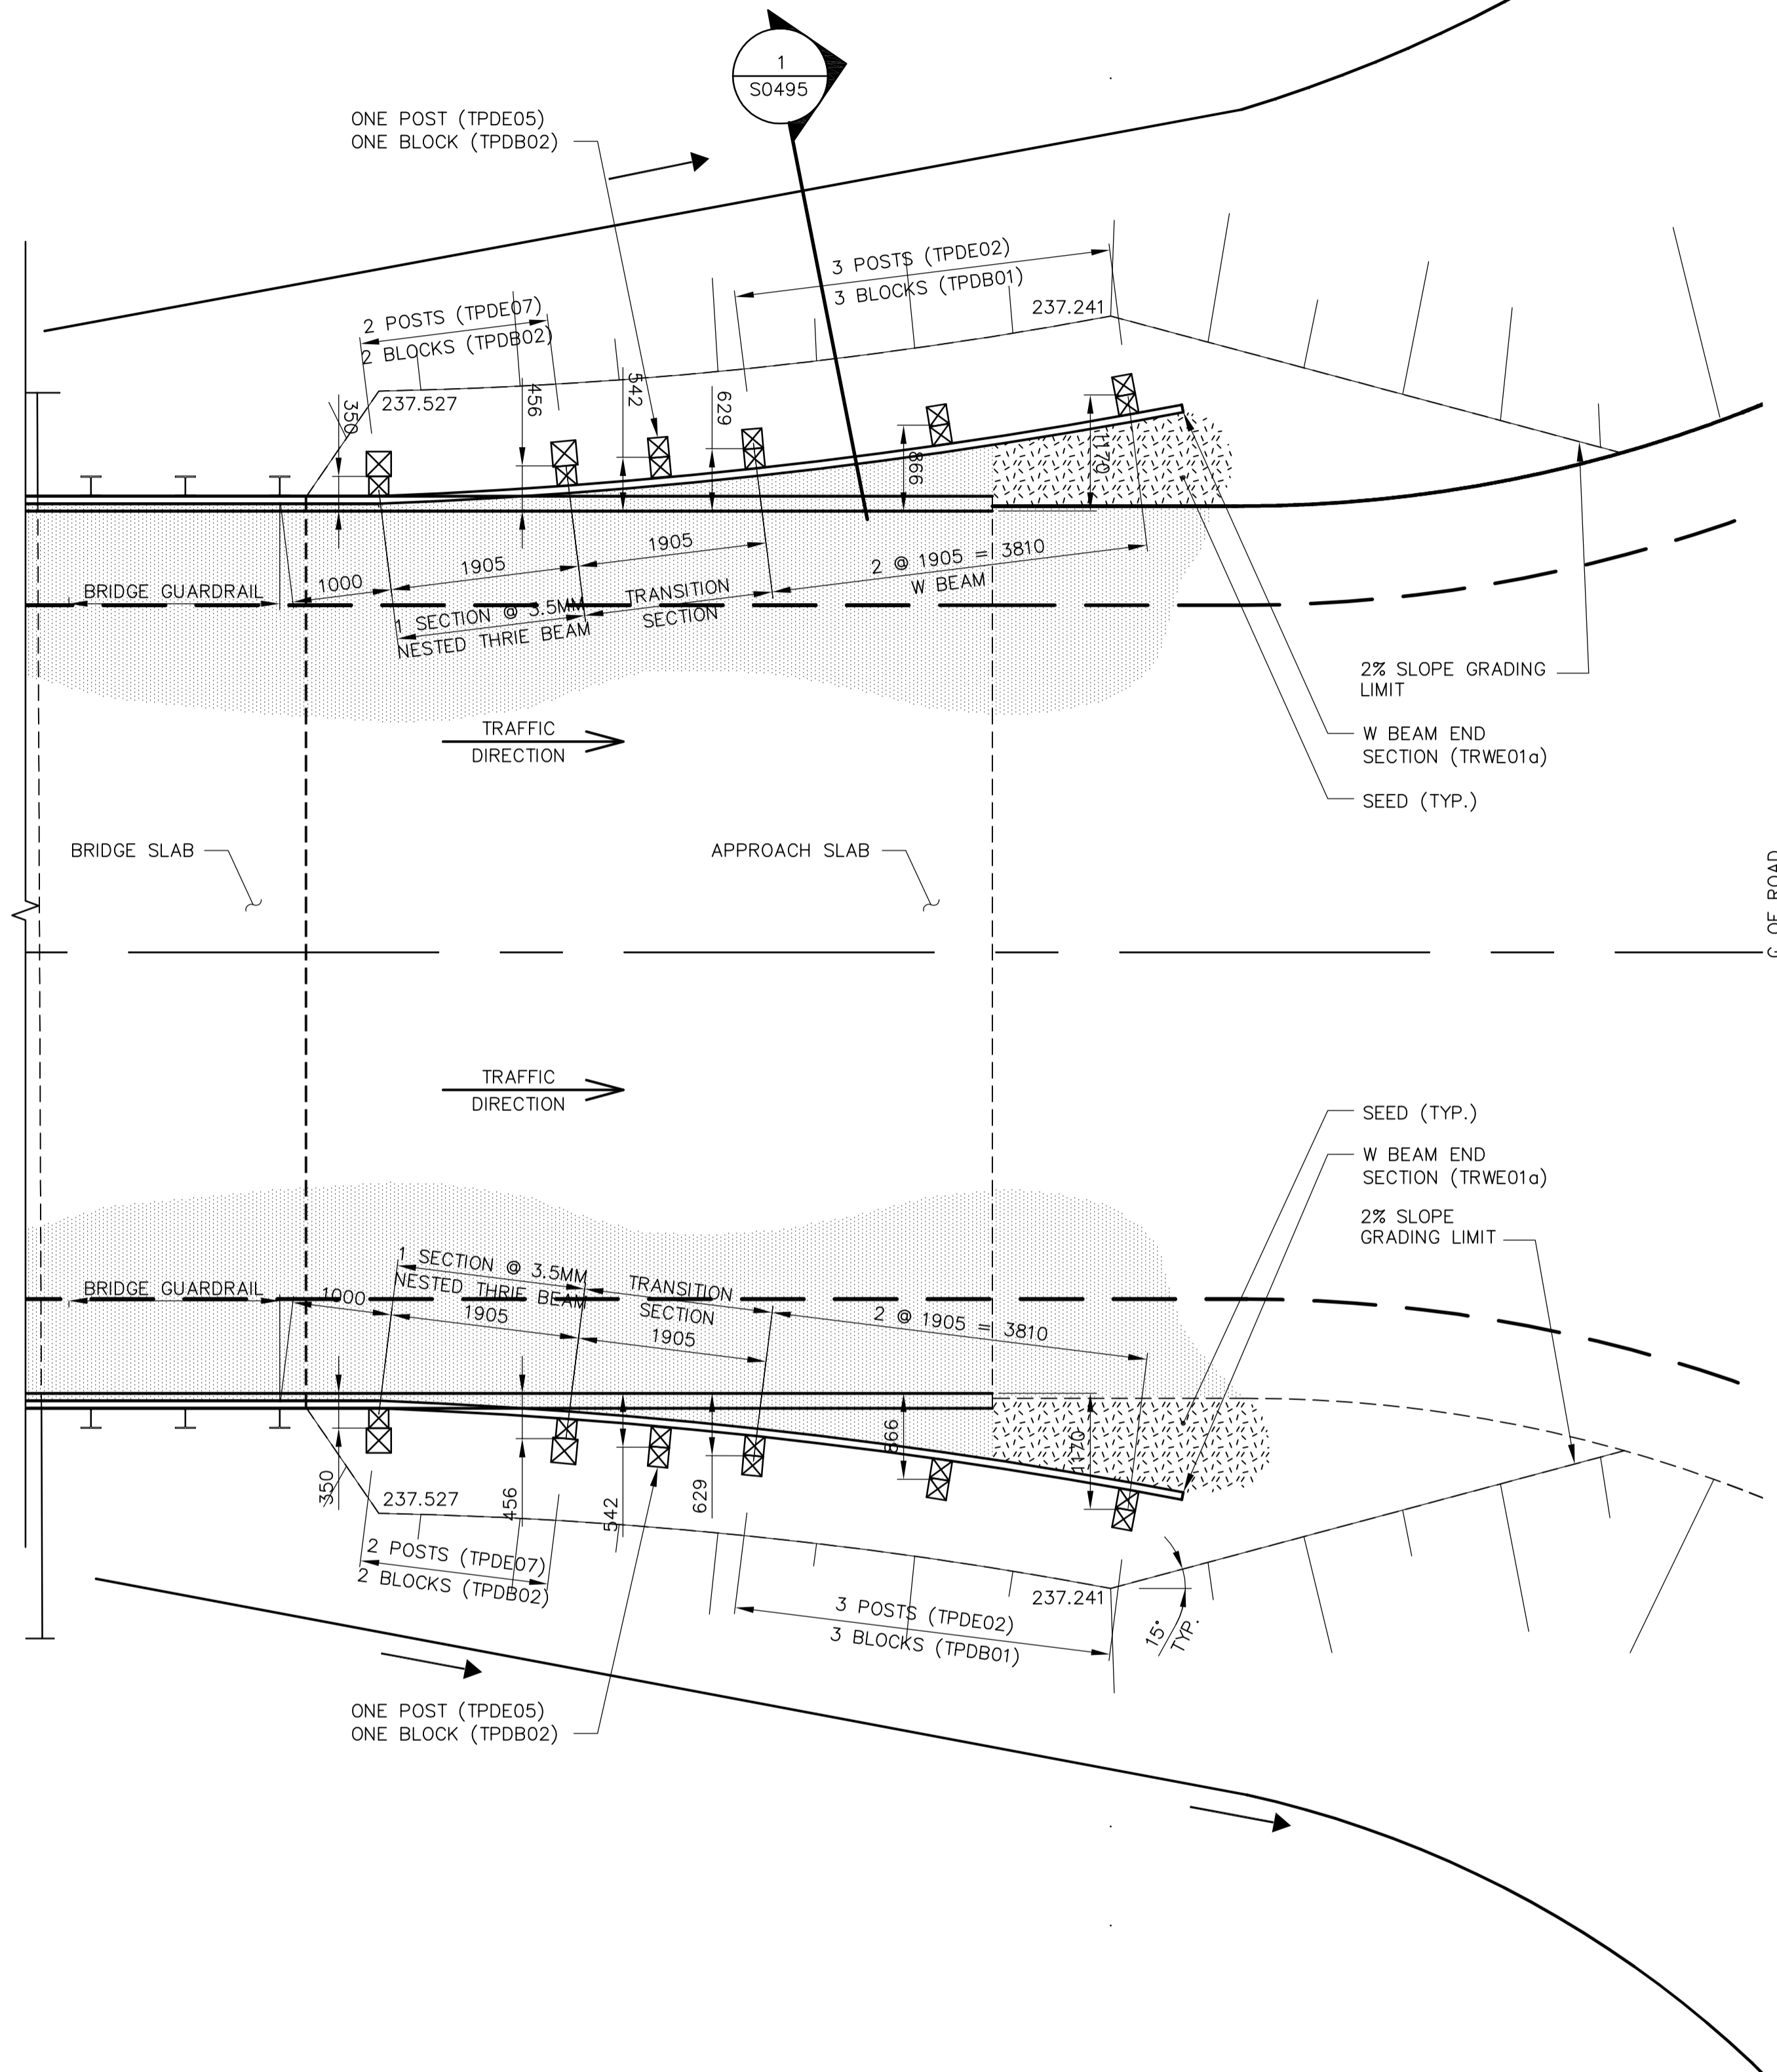 1
S0495
ONE POST (TPDE05)
ONE BLOCK (TPDB02)
3 POSTS (TPDE02)
3 BLOCKS (TPDB01)
237.241
2 POSTS (TPDE07)
2 BLOCKS (TPDB02)
237.527
350
456
542
629
866
1170
BRIDGE GUARDRAIL
1000
1905
1905
2 @ 1905 = 3810
W BEAM
1 SECTION @ 3.5MM
NESTED THRIE BEAM
TRANSITION
SECTION
2% SLOPE GRADING
LIMIT
W BEAM END
SECTION (TRWE01a)
SEED (TYP.)
TRAFFIC
DIRECTION
BRIDGE SLAB
APPROACH SLAB
OF ROAD
TRAFFIC
DIRECTION
SEED (TYP.)
W BEAM END
SECTION (TRWE01a)
2% SLOPE
GRADING LIMIT
1 SECTION @ 3.5MM
NESTED THRIE BEAM
TRANSITION
SECTION
BRIDGE GUARDRAIL
1000
1905
1905
2 @ 1905 = 3810
350
456
542
629
866
1170
237.527
2 POSTS (TPDE07)
2 BLOCKS (TPDB02)
237.241
3 POSTS (TPDE02)
3 BLOCKS (TPDB01)
15°
TYP.
ONE POST (TPDE05)
ONE BLOCK (TPDB02)